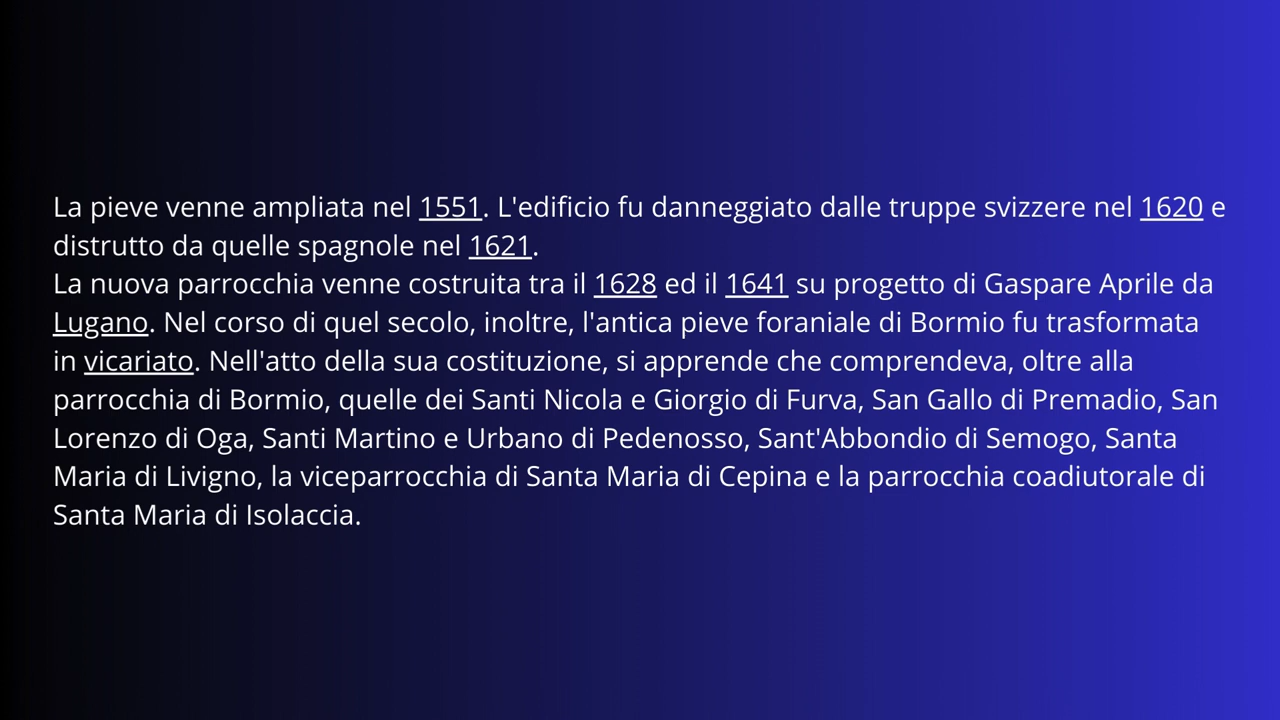 La pieve venne ampliata nel 1551. L'edificio fu danneggiato dalle truppe svizzere nel 1620 e
distrutto da quelle spagnole nel 1621.
La nuova parrocchia venne costruita tra il 1628 ed il 1641 su progetto di Gaspare Aprile da
Lugano. Nel corso di quel secolo, inoltre, l'antica pieve foraniale di Bormio fu trasformata
in vicariato. Nell'atto della sua costituzione, si apprende che comprendeva, oltre alla
parrocchia di Bormio, quelle dei Santi Nicola e Giorgio di Furva, San Gallo di Premadio, San
Lorenzo di Oga, Santi Martino e Urbano di Pedenosso, Sant'Abbondio di Semogo, Santa
Maria di Livigno, la viceparrocchia di Santa Maria di Cepina e la parrocchia coadiutorale di
Santa Maria di Isolaccia.